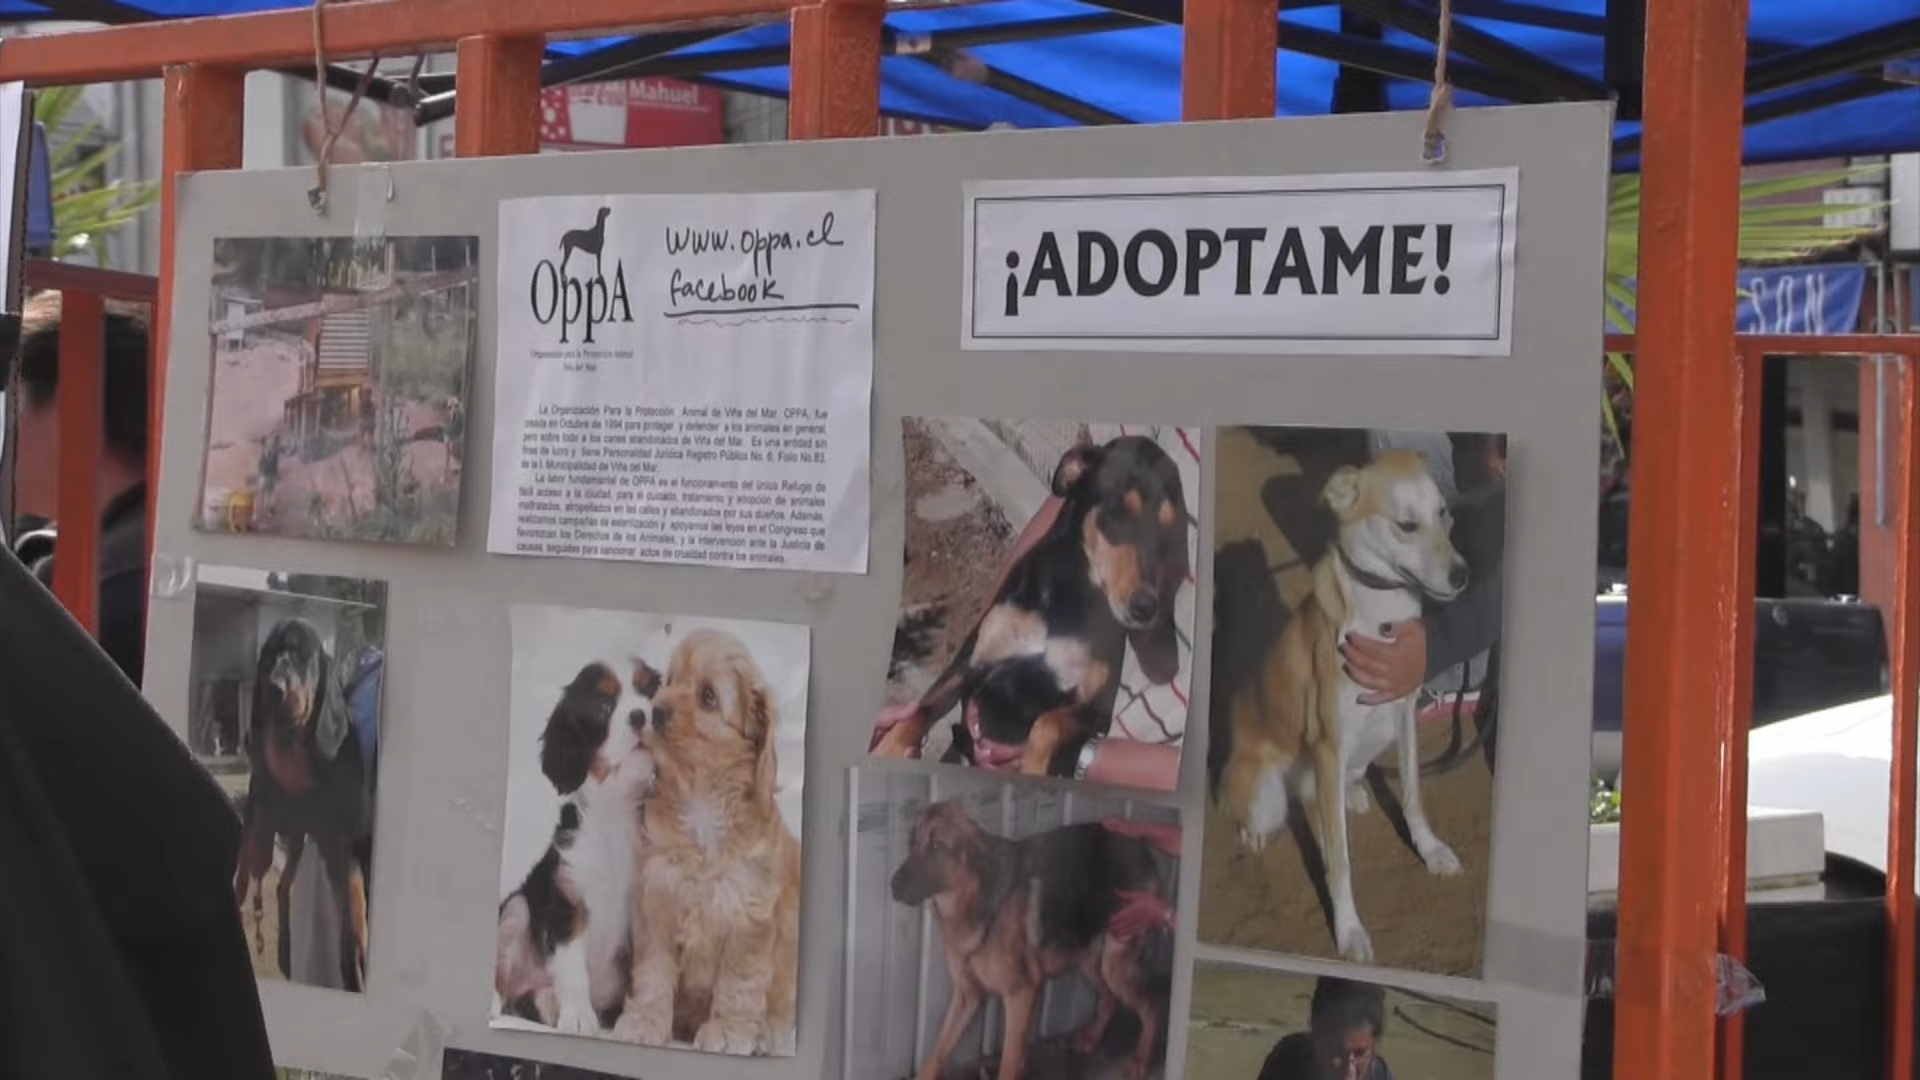 Mahuel
OppA
www.oppa.cl
facebook
Organización para la Protección Animal
Viña del Mar
¡ADOPTAME!
La Organización Para la Protección Animal de Viña del Mar. OPPA, fue
creada en Octubre de 1994 para proteger y defender a los animales en general,
pero sobre todo a los canes abandonados de Viña del Mar. Es una entidad sin
fines de lucro y tiene Personalidad Jurídica Registro Público No. 6, Folio No.83,
de la I. Municipalidad de Viña del Mar.
La labor fundamental de OPPA es el funcionamiento del único Refugio de
fácil acceso a la ciudad, para el cuidado, tratamiento y adopción de animales
maltratados, atropellados en las calles y abandonados por sus dueños. Además,
realizamos campañas de esterilización y apoyamos las leyes en el Congreso que
favorezcan los Derechos de los Animales, y la intervención ante la Justicia de
causas seguidas para sancionar actos de crueldad contra los animales.
SON